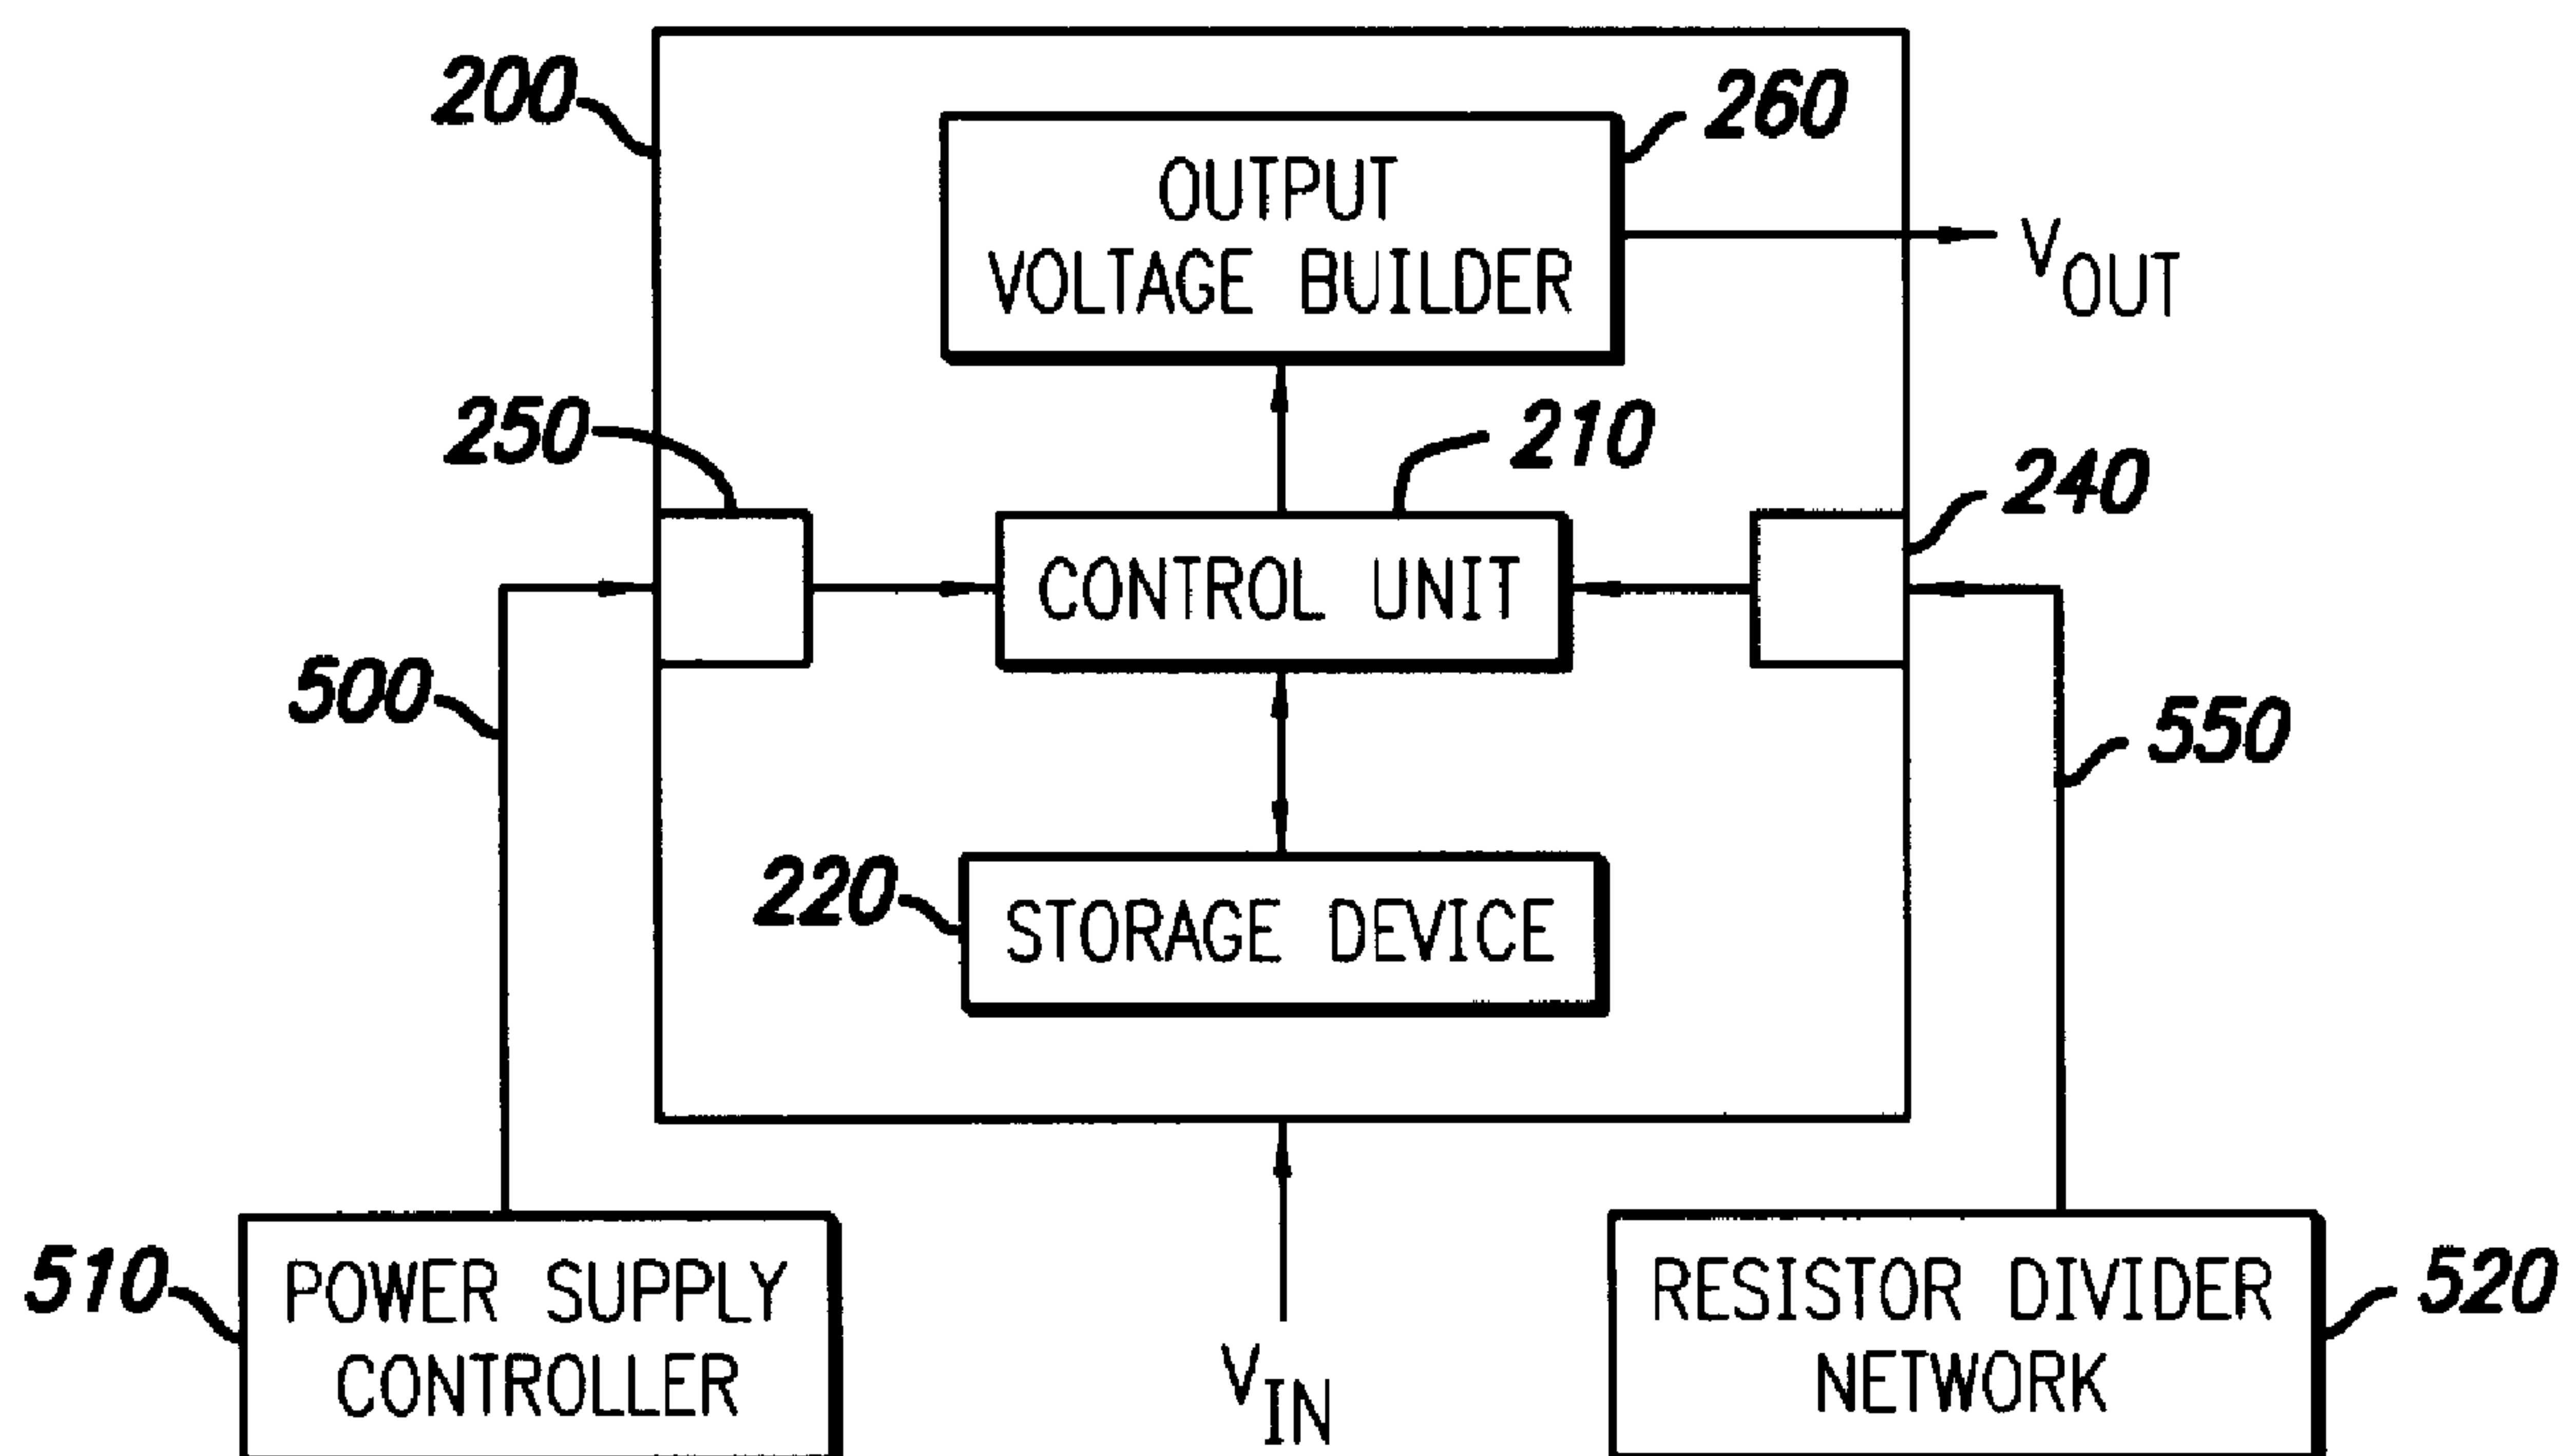 200
260
OUTPUT
VOLTAGE BUILDER
VOUT
250
210
240
CONTROL UNIT
500
550
220
STORAGE DEVICE
510
POWER SUPPLY
CONTROLLER
VIN
RESISTOR DIVIDER
NETWORK
520